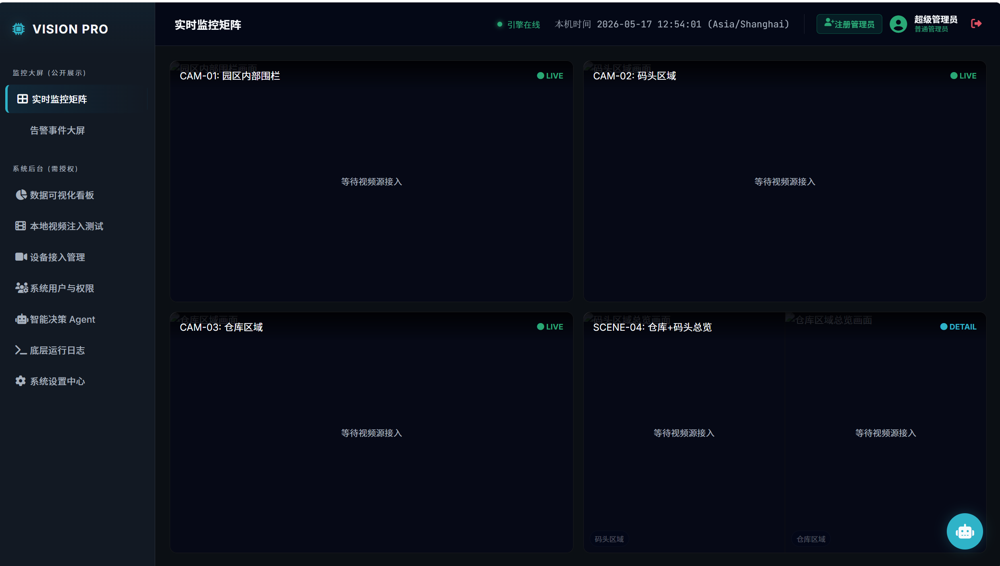 VISION PRO
监控大屏 (公开展示)
实时监控矩阵
告警事件大屏
系统后台 (需授权)
数据可视化看板
本地视频注入测试
设备接入管理
系统用户与权限
智能决策 Agent
底层运行日志
系统设置中心
实时监控矩阵
引擎在线
本机时间 2026-05-17 12:54:01 (Asia/Shanghai)
注册管理员
超级管理员
普通管理员
园区内部围栏画面
CAM-01: 园区内部围栏
LIVE
等待视频源接入
码头区域画面
CAM-02: 码头区域
LIVE
等待视频源接入
仓库区域画面
CAM-03: 仓库区域
LIVE
等待视频源接入
码头区域总览画面
仓库区域总览画面
SCENE-04: 仓库+码头总览
DETAIL
等待视频源接入
等待视频源接入
码头区域
仓库区域